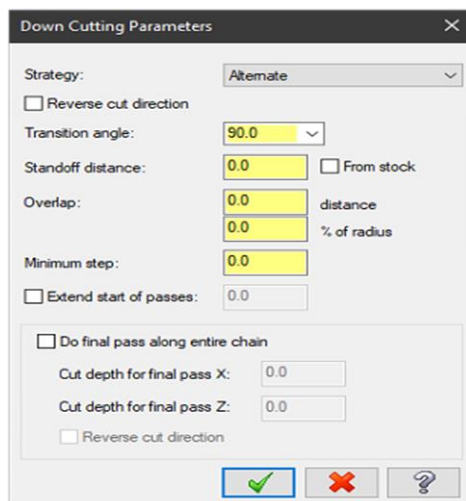 Down Cutting Parameters
Strategy: Alternate
Reverse cut direction
Transition angle: 90.0
Standoff distance: 0.0 From stock
Overlap: 0.0 distance
0.0 % of radius
Minimum step: 0.0
Extend start of passes: 0.0
Do final pass along entire chain
Cut depth for final pass X: 0.0
Cut depth for final pass Z: 0.0
Reverse cut direction